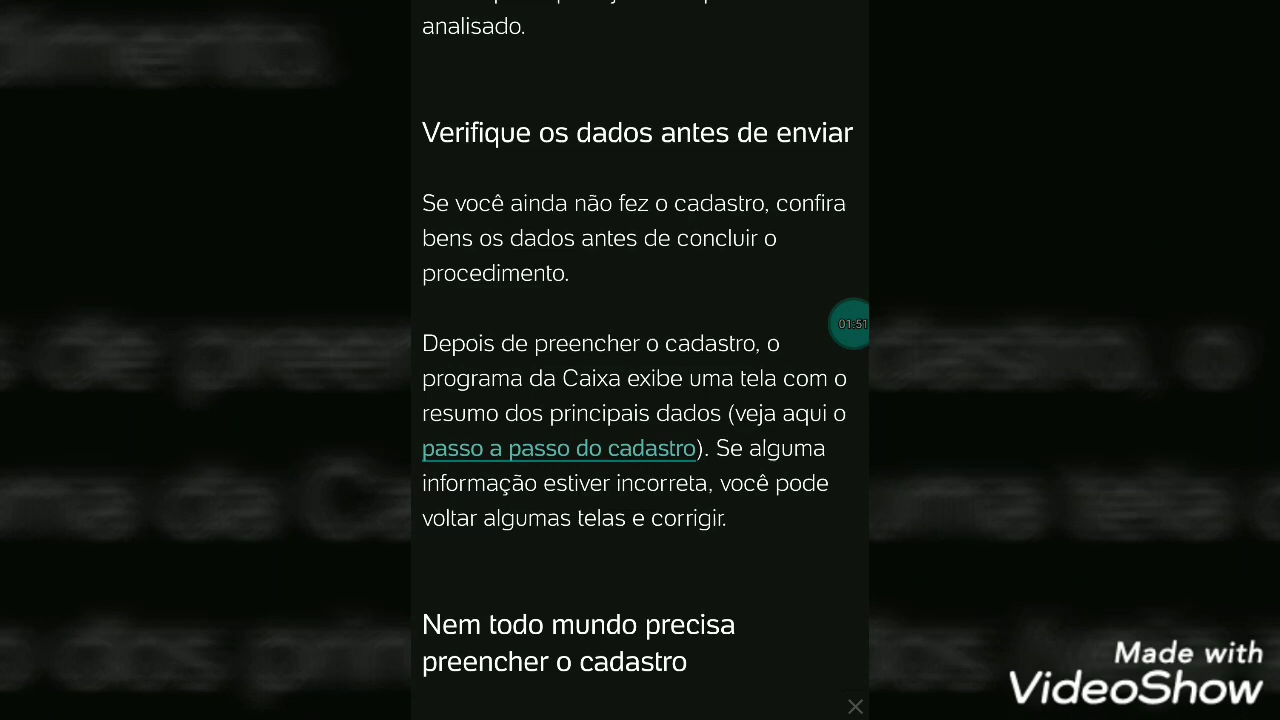 analisado.
Verifique os dados antes de enviar
Se você ainda não fez o cadastro, confira
bens os dados antes de concluir o
procedimento.
01:51
Depois de preencher o cadastro, o
programa da Caixa exibe uma tela com o
resumo dos principais dados (veja aqui o
passo a passo do cadastro). Se alguma
informação estiver incorreta, você pode
voltar algumas telas e corrigir.
Nem todo mundo precisa
preencher o cadastro
Made with
VideoShow